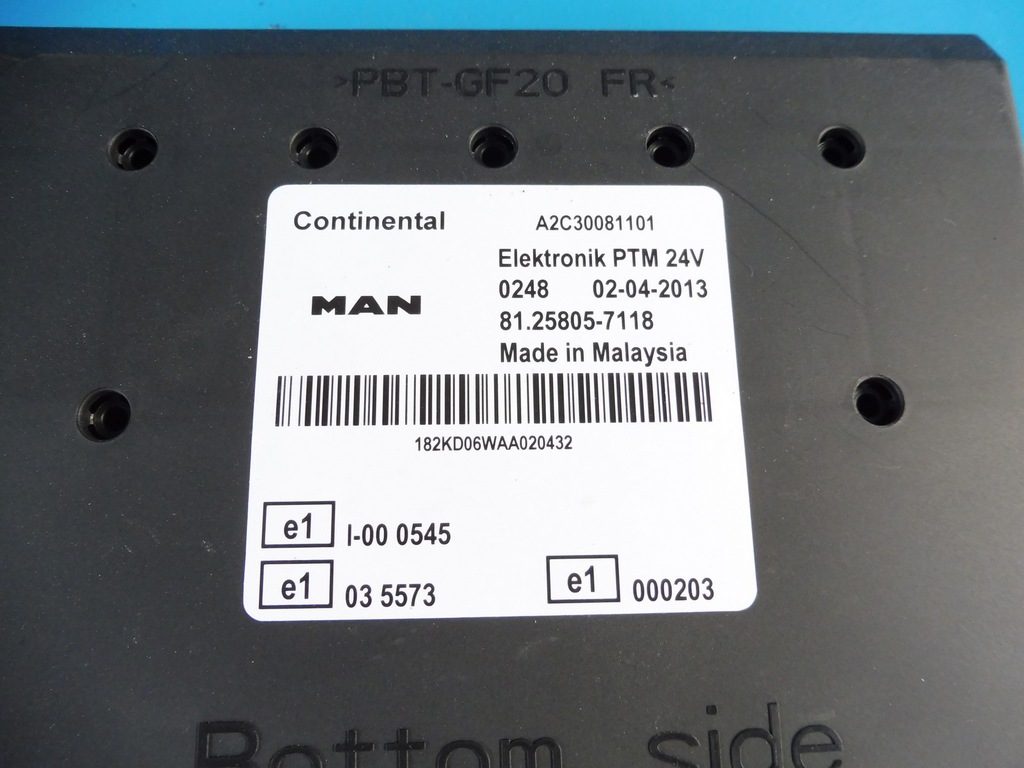 >PBT-GF20 FR<
Continental A2C30081101
Elektronik PTM 24V
0248 02-04-2013
MAN
81.25805-7118
Made in Malaysia
182KD06WAA020432
e1 I-00 0545
e1 03 5573 e1 000203
Bottom side